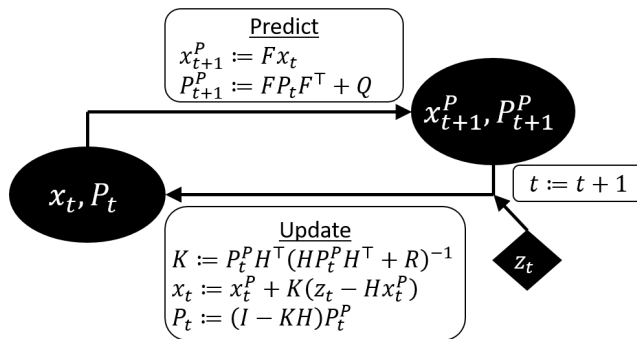 Predict
x_{t+1}^P := Fx_t
P_{t+1}^P := FP_tF^⊤ + Q
x_{t+1}^P, P_{t+1}^P
x_t, P_t
t := t + 1
Update
K := P_t^P H^⊤(HP_t^P H^⊤ + R)^{-1}
x_t := x_t^P + K(z_t − Hx_t^P)
P_t := (I − KH)P_t^P
z_t